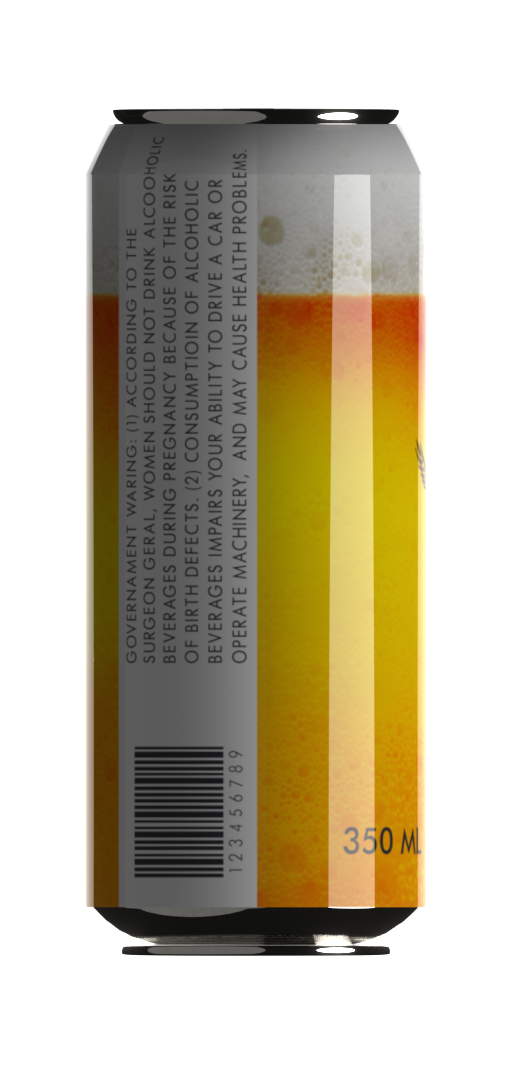 GOVERNAMENT WARING: (1) ACCORDING TO THE
SURGEON GERAL, WOMEN SHOULD NOT DRINK ALCOOHOLIC
BEVERAGES DURING PREGNANCY BECAUSE OF THE RISK
OF BIRTH DEFECTS. (2) CONSUMPTIOIN OF ALCOHOLIC
BEVERAGES IMPAIRS YOUR ABILITY TO DRIVE A CAR OR
OPERATE MACHINERY, AND MAY CAUSE HEALTH PROBLEMS.
123456789
350 ML